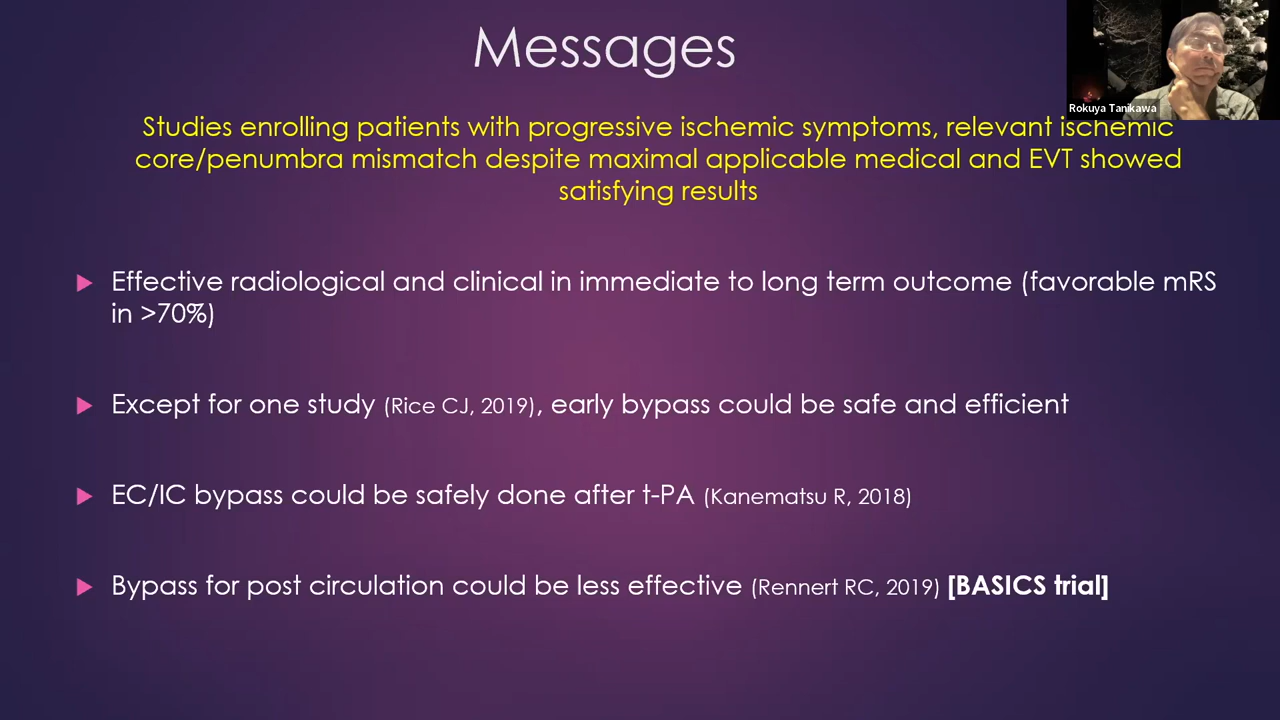 Messages
Rokuya Tanikawa
Studies enrolling patients with progressive ischemic symptoms, relevant ischemic
core/penumbra mismatch despite maximal applicable medical and EVT showed
satisfying results
Effective radiological and clinical in immediate to long term outcome (favorable mRS
in >70%)
Except for one study (Rice CJ, 2019), early bypass could be safe and efficient
EC/IC bypass could be safely done after t-PA (Kanematsu R, 2018)
Bypass for post circulation could be less effective (Rennert RC, 2019) [BASICS trial]